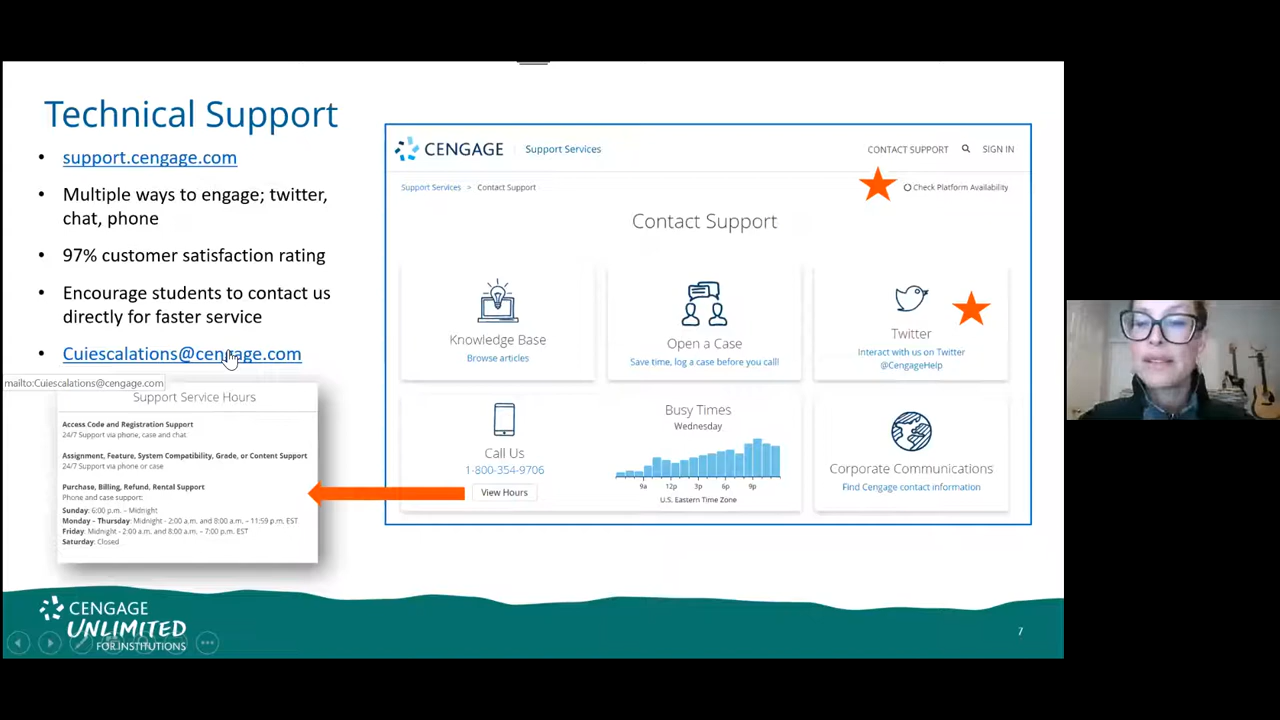 Technical Support
• support.cengage.com
• Multiple ways to engage; twitter,
chat, phone
• 97% customer satisfaction rating
• Encourage students to contact us
directly for faster service
• Cuiescalations@cengage.com
mailto:Cuiescalations@cengage.com
Support Service Hours
Access Code and Registration Support
24/7 Support via phone, case and chat
Assignment, Feature, System Compatibility, Grade, or Content Support
24/7 Support via phone or case
Purchase, Billing, Refund, Rental Support
Phone and case support:
Sunday: 6:00 p.m. – Midnight
Monday - Thursday: Midnight - 2:00 a.m. and 8:00 a.m. – 11:59 p.m. EST
Friday: Midnight - 2:00 a.m. and 8:00 a.m. – 7:00 p.m. EST
Saturday: Closed
CENGAGE
Support Services
CONTACT SUPPORT
SIGN IN
Support Services > Contact Support
Check Platform Availability
Contact Support
Knowledge Base
Browse articles
Open a Case
Save time, log a case before you call!
Twitter
Interact with us on Twitter
@CengageHelp
Call Us
1-800-354-9706
View Hours
Busy Times
Wednesday
9a 12p 3p 6p 9p
U.S. Eastern Time Zone
Corporate Communications
Find Cengage contact information
CENGAGE
UNLIMITED
FOR INSTITUTIONS
7